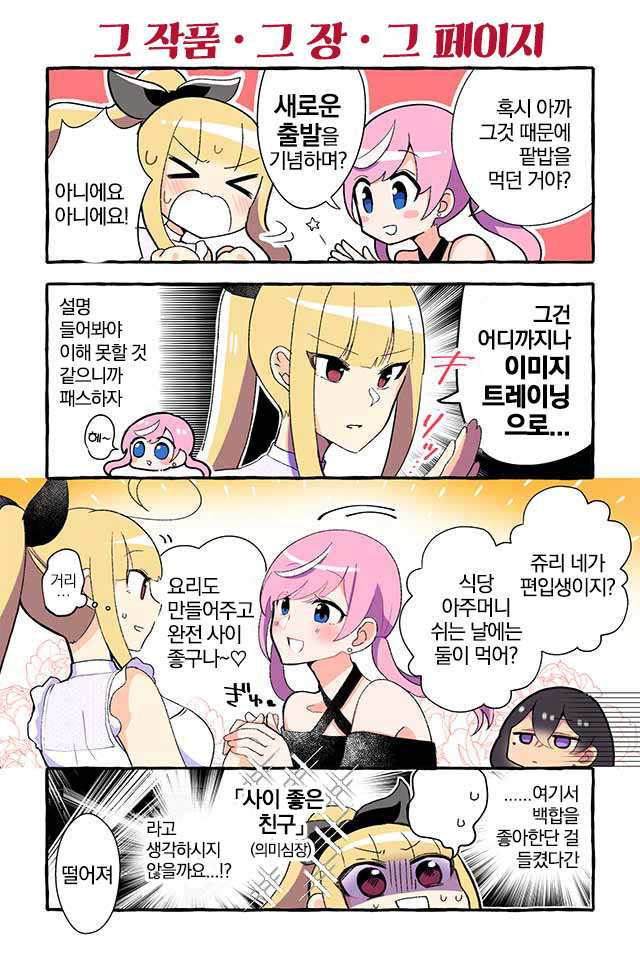 그 작품·그 장·그 페이지
혹시 아까
그것 때문에
팥밥을
먹던 거야?
새로운
출발을
기념하며?
아니에요
아니에요!
그건
어디까지나
이미지
트레이닝
으로...
キリッ
설명
들어봐야
이해 못할 것
같으니까
패스하자
헤~
쥬리 네가
편입생이지?
식당
아주머니
쉬는 날에는
둘이 먹어?
요리도
만들어주고
완전 사이
좋구나~♡
ぎゅっ
거리
...
......여기서
백합을
좋아한단 걸
들켰다간
「사이 좋은
친구」
(의미심장)
라고
생각하시지
않을까요...!?
떨어져